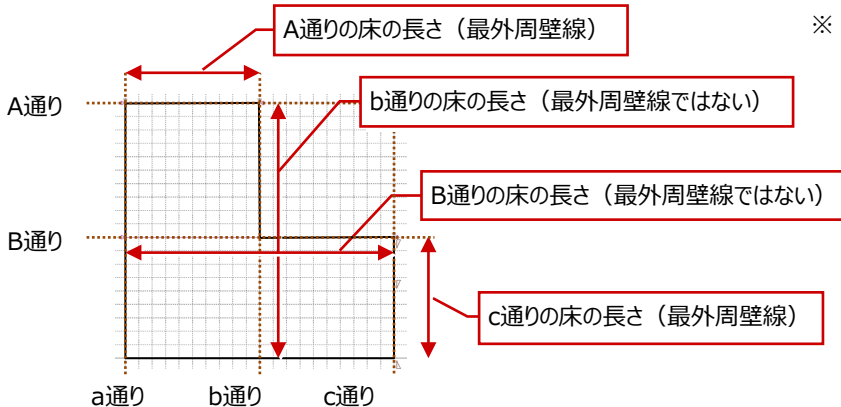 A通りの床の長さ（最外周壁線）
※
A通り
b通りの床の長さ（最外周壁線ではない）
B通りの床の長さ（最外周壁線ではない）
B通り
c通りの床の長さ（最外周壁線）
a通り
b通り
c通り